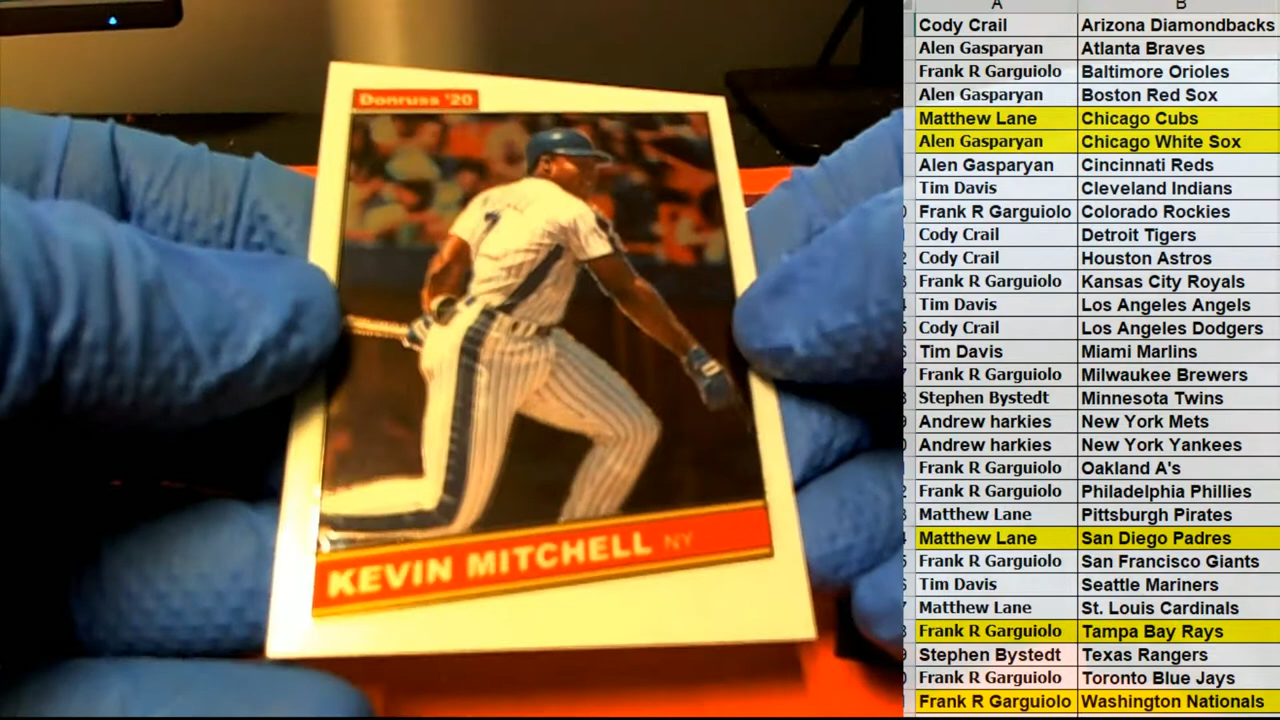 Donruss '20
7
KEVIN MITCHELL NY
A B
Cody Crail Arizona Diamondbacks
Alen Gasparyan Atlanta Braves
Frank R Garguiolo Baltimore Orioles
Alen Gasparyan Boston Red Sox
Matthew Lane Chicago Cubs
Alen Gasparyan Chicago White Sox
Alen Gasparyan Cincinnati Reds
Tim Davis Cleveland Indians
Frank R Garguiolo Colorado Rockies
Cody Crail Detroit Tigers
Cody Crail Houston Astros
Frank R Garguiolo Kansas City Royals
Tim Davis Los Angeles Angels
Cody Crail Los Angeles Dodgers
Tim Davis Miami Marlins
Frank R Garguiolo Milwaukee Brewers
Stephen Bystedt Minnesota Twins
Andrew harkies New York Mets
Andrew harkies New York Yankees
Frank R Garguiolo Oakland A's
Frank R Garguiolo Philadelphia Phillies
Matthew Lane Pittsburgh Pirates
Matthew Lane San Diego Padres
Frank R Garguiolo San Francisco Giants
Tim Davis Seattle Mariners
Matthew Lane St. Louis Cardinals
Frank R Garguiolo Tampa Bay Rays
Stephen Bystedt Texas Rangers
Frank R Garguiolo Toronto Blue Jays
Frank R Garguiolo Washington Nationals